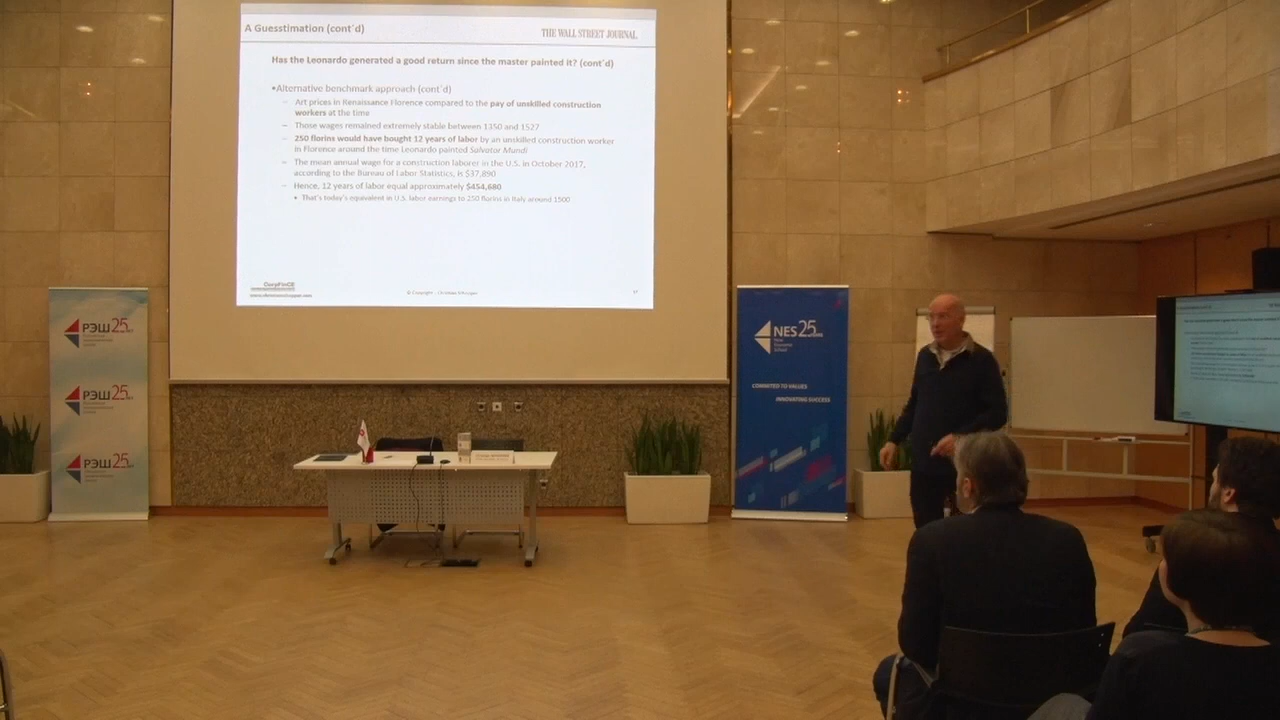 A Guesstimation (cont´d)
THE WALL STREET JOURNAL
Has the Leonardo generated a good return since the master painted it? (cont´d)
•Alternative benchmark approach (cont´d)
– Art prices in Renaissance Florence compared to the pay of unskilled construction
workers at the time
– Those wages remained extremely stable between 1350 and 1527
– 250 florins would have bought 12 years of labor by an unskilled construction worker
in Florence around the time Leonardo painted Salvator Mundi
– The mean annual wage for a construction laborer in the U.S. in October 2017,
according to the Bureau of Labor Statistics, is $37,890
– Hence, 12 years of labor equal approximately $454,680
• That's today's equivalent in U.S. labor earnings to 250 florins in Italy around 1500
CorpFinCE
© Copyright
РЭШ 25
РЭШ 25
РЭШ 25
NES 25
New
Economic
School
COMMITED TO VALUES
INNOVATING SUCCESS